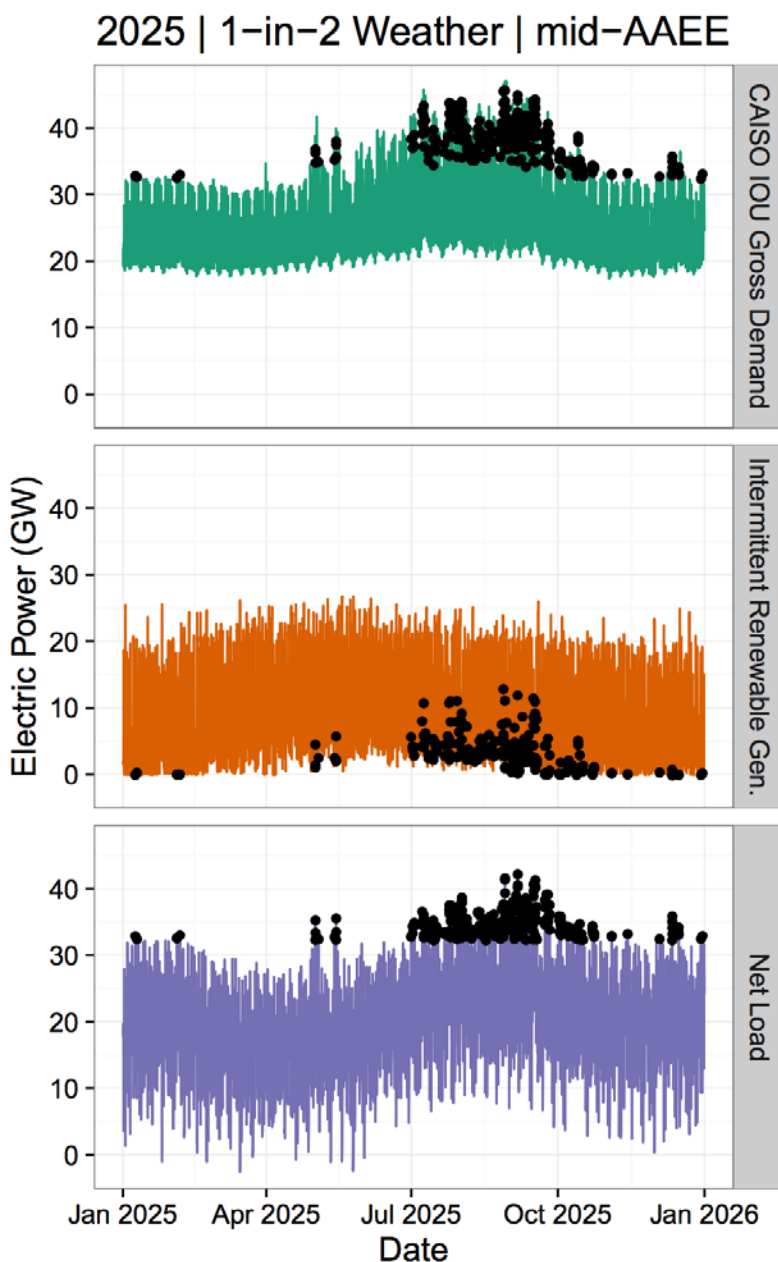 2025 | 1−in−2 Weather | mid−AAEE
Electric Power (GW)
40
30
20
10
0
CAISO IOU Gross Demand
40
30
20
10
0
Intermittent Renewable Gen.
40
30
20
10
0
Net Load
Jan 2025 Apr 2025 Jul 2025 Oct 2025 Jan 2026
Date